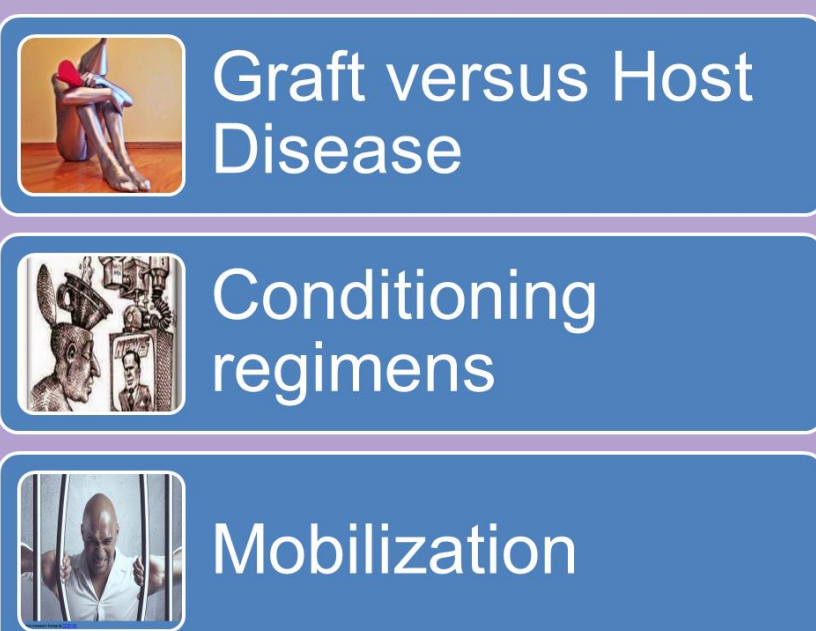 Graft versus Host
Disease
Conditioning
regimens
Mobilization